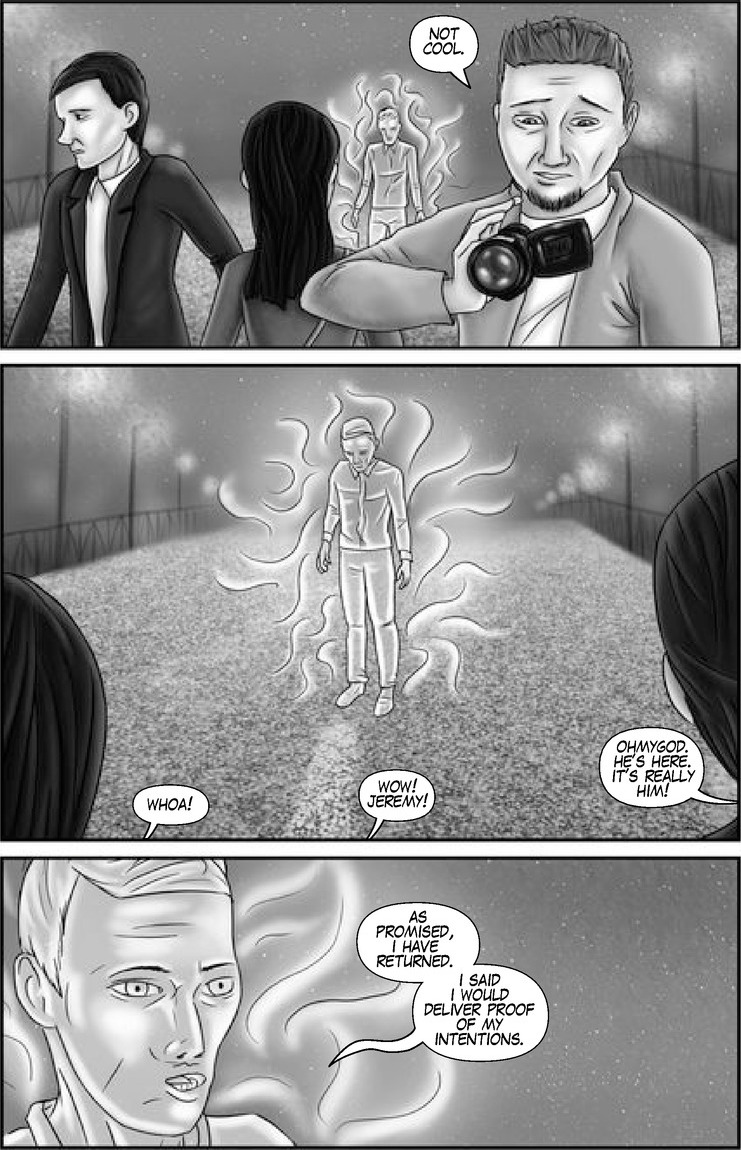 NOT
COOL.
WHOA!
WOW!
JEREMY!
OHMYGOD.
HE'S HERE.
IT'S REALLY
HIM!
AS
PROMISED,
I HAVE
RETURNED.
I SAID
I WOULD
DELIVER PROOF
OF MY
INTENTIONS.